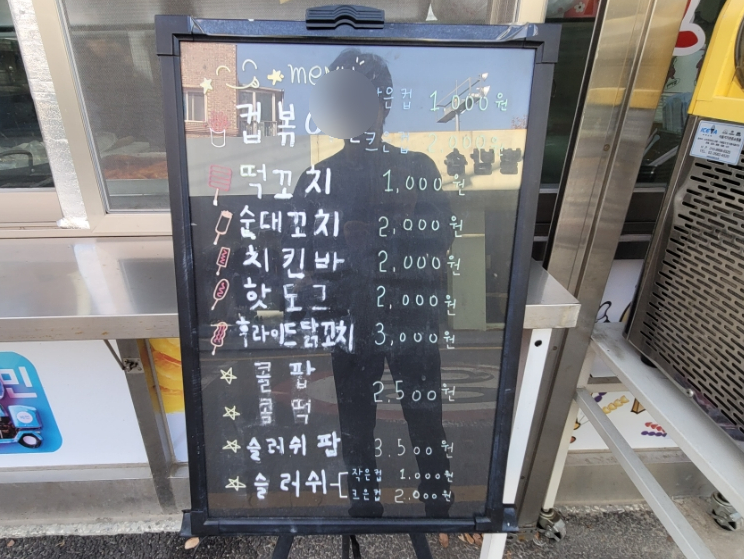 menu
컵볶이 작은컵 1,000원
큰컵
떡꼬치 1,000원
순대꼬치 2,000원
치킨바 2,000원
핫도그 2,000원
후라이드닭꼬치 3,000원
콜팝
콜떡
2,500원
슬러쉬팝 3,500원
슬러쉬 작은컵 1,000원
큰컵 2,000원
민